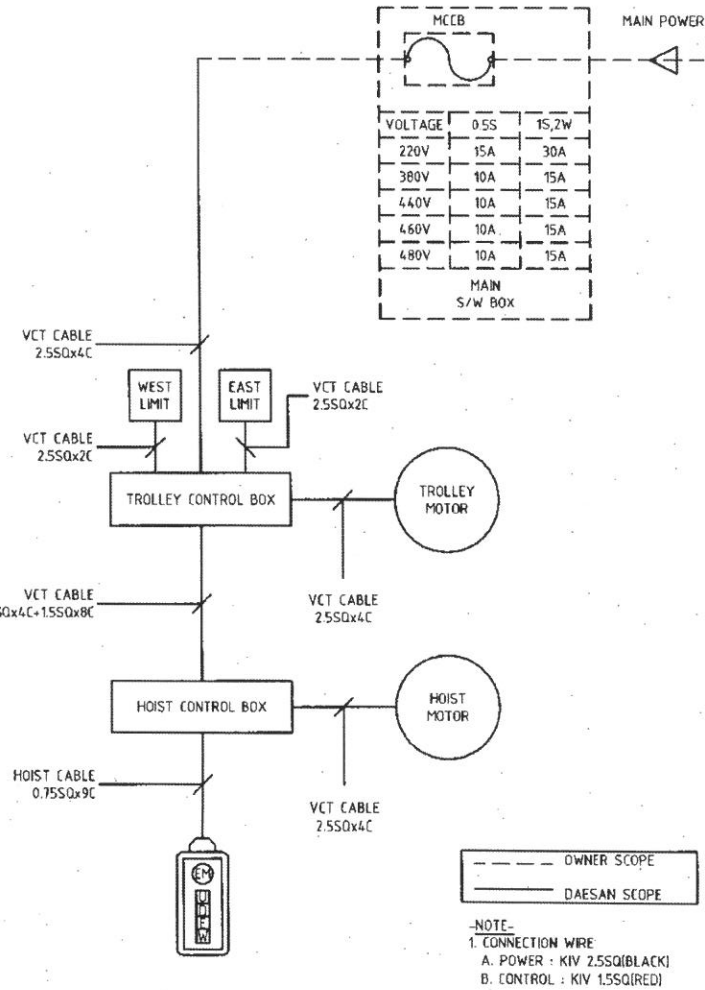 MCCB
MAIN POWER
VOLTAGE 0.5S 1S,2W
220V 15A 30A
380V 10A 15A
440V 10A 15A
460V 10A 15A
480V 10A 15A
MAIN
S/W BOX
VCT CABLE
2.5SQx4C
WEST
LIMIT
EAST
LIMIT
VCT CABLE
2.5SQx2C
VCT CABLE
2.5SQx2C
TROLLEY CONTROL BOX
TROLLEY
MOTOR
VCT CABLE
SQx4C+1.5SQx8C
VCT CABLE
2.5SQx4C
HOIST CONTROL BOX
HOIST
MOTOR
HOIST CABLE
0.75SQx9C
VCT CABLE
2.5SQx4C
EM
U
D
E
W
OWNER SCOPE
DAESAN SCOPE
-NOTE-
1. CONNECTION WIRE
A. POWER : KIV 2.5SQ(BLACK)
B. CONTROL : KIV 1.5SQ(RED)